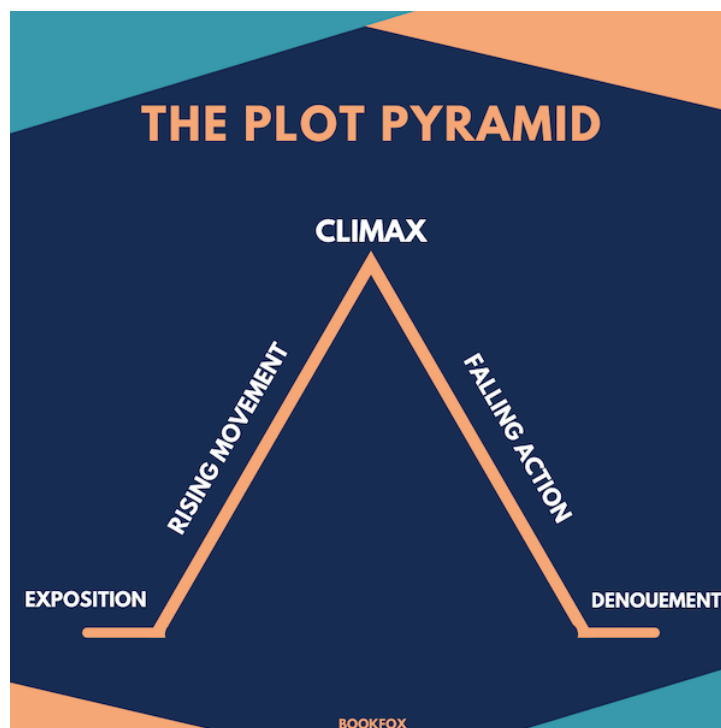 THE PLOT PYRAMID
CLIMAX
RISING MOVEMENT
FALLING ACTION
EXPOSITION
DENOUEMENT
BOOKFOX